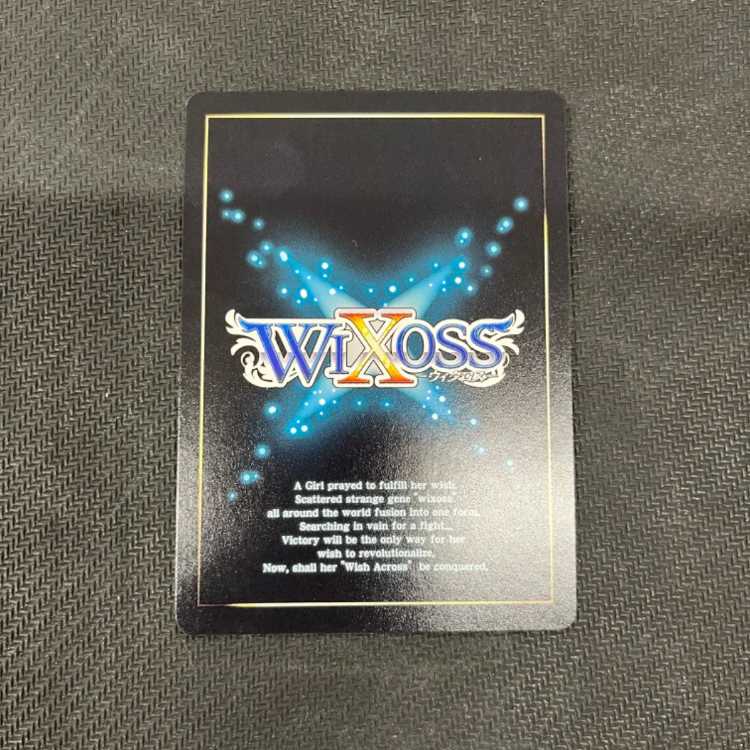 WIXOSS
ウィクロス
A Girl prayed to fulfill her wish.
Scattered strange gene "wixoss"
all around the world fusion into one form.
Searching in vain for a fight...
Victory will be the only way for her
wish to revolutionalize.
Now, shall her "Wish Across" be conquered.